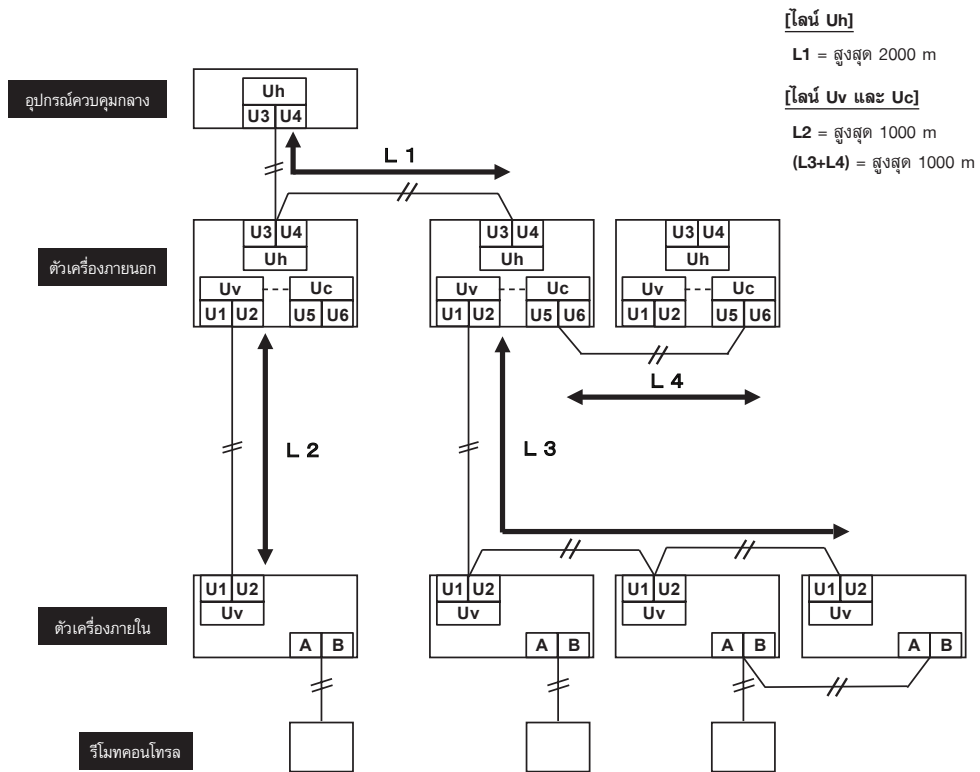 [ไลน์ Uh]
L1 = สูงสุด 2000 m
[ไลน์ Uv และ Uc]
L2 = สูงสุด 1000 m
(L3+L4) = สูงสุด 1000 m
อุปกรณ์ควบคุมกลาง
Uh
U3 U4
L 1
ตัวเครื่องภายนอก
U3 U4
Uh
Uv Uc
U1 U2 U5 U6
U3 U4
Uh
Uv Uc
U1 U2 U5 U6
U3 U4
Uh
Uv Uc
U1 U2 U5 U6
L 4
L 2
L 3
ตัวเครื่องภายใน
U1 U2
Uv
A B
U1 U2
Uv
A B
U1 U2
Uv
A B
U1 U2
Uv
A B
รีโมทคอนโทรล